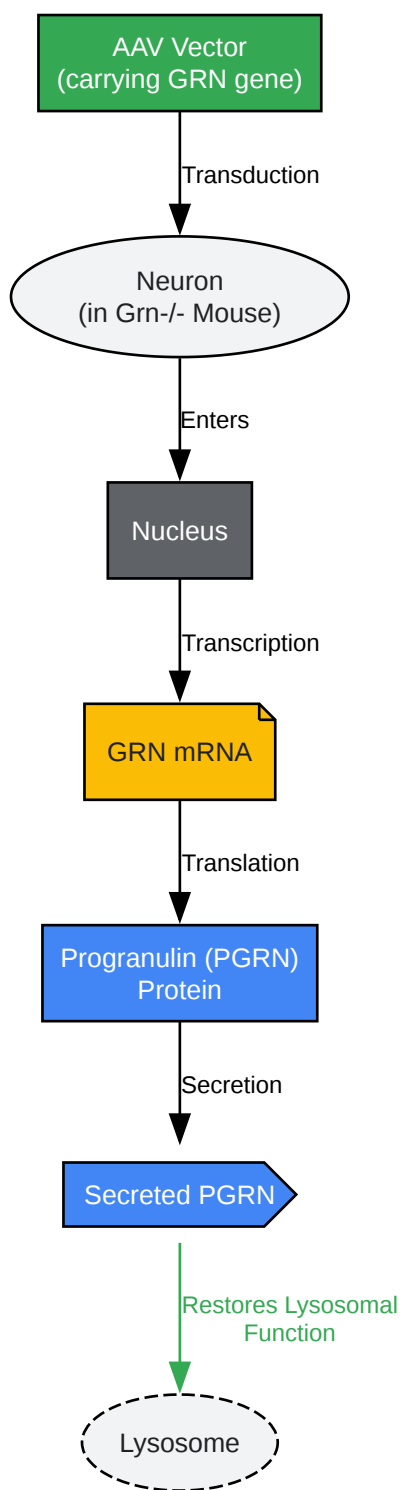 AAV Vector
(carrying GRN gene)
Transduction
Neuron
(in Grn-/- Mouse)
Enters
Nucleus
Transcription
GRN mRNA
Translation
Progranulin (PGRN)
Protein
Secretion
Secreted PGRN
Restores Lysosomal
Function
Lysosome